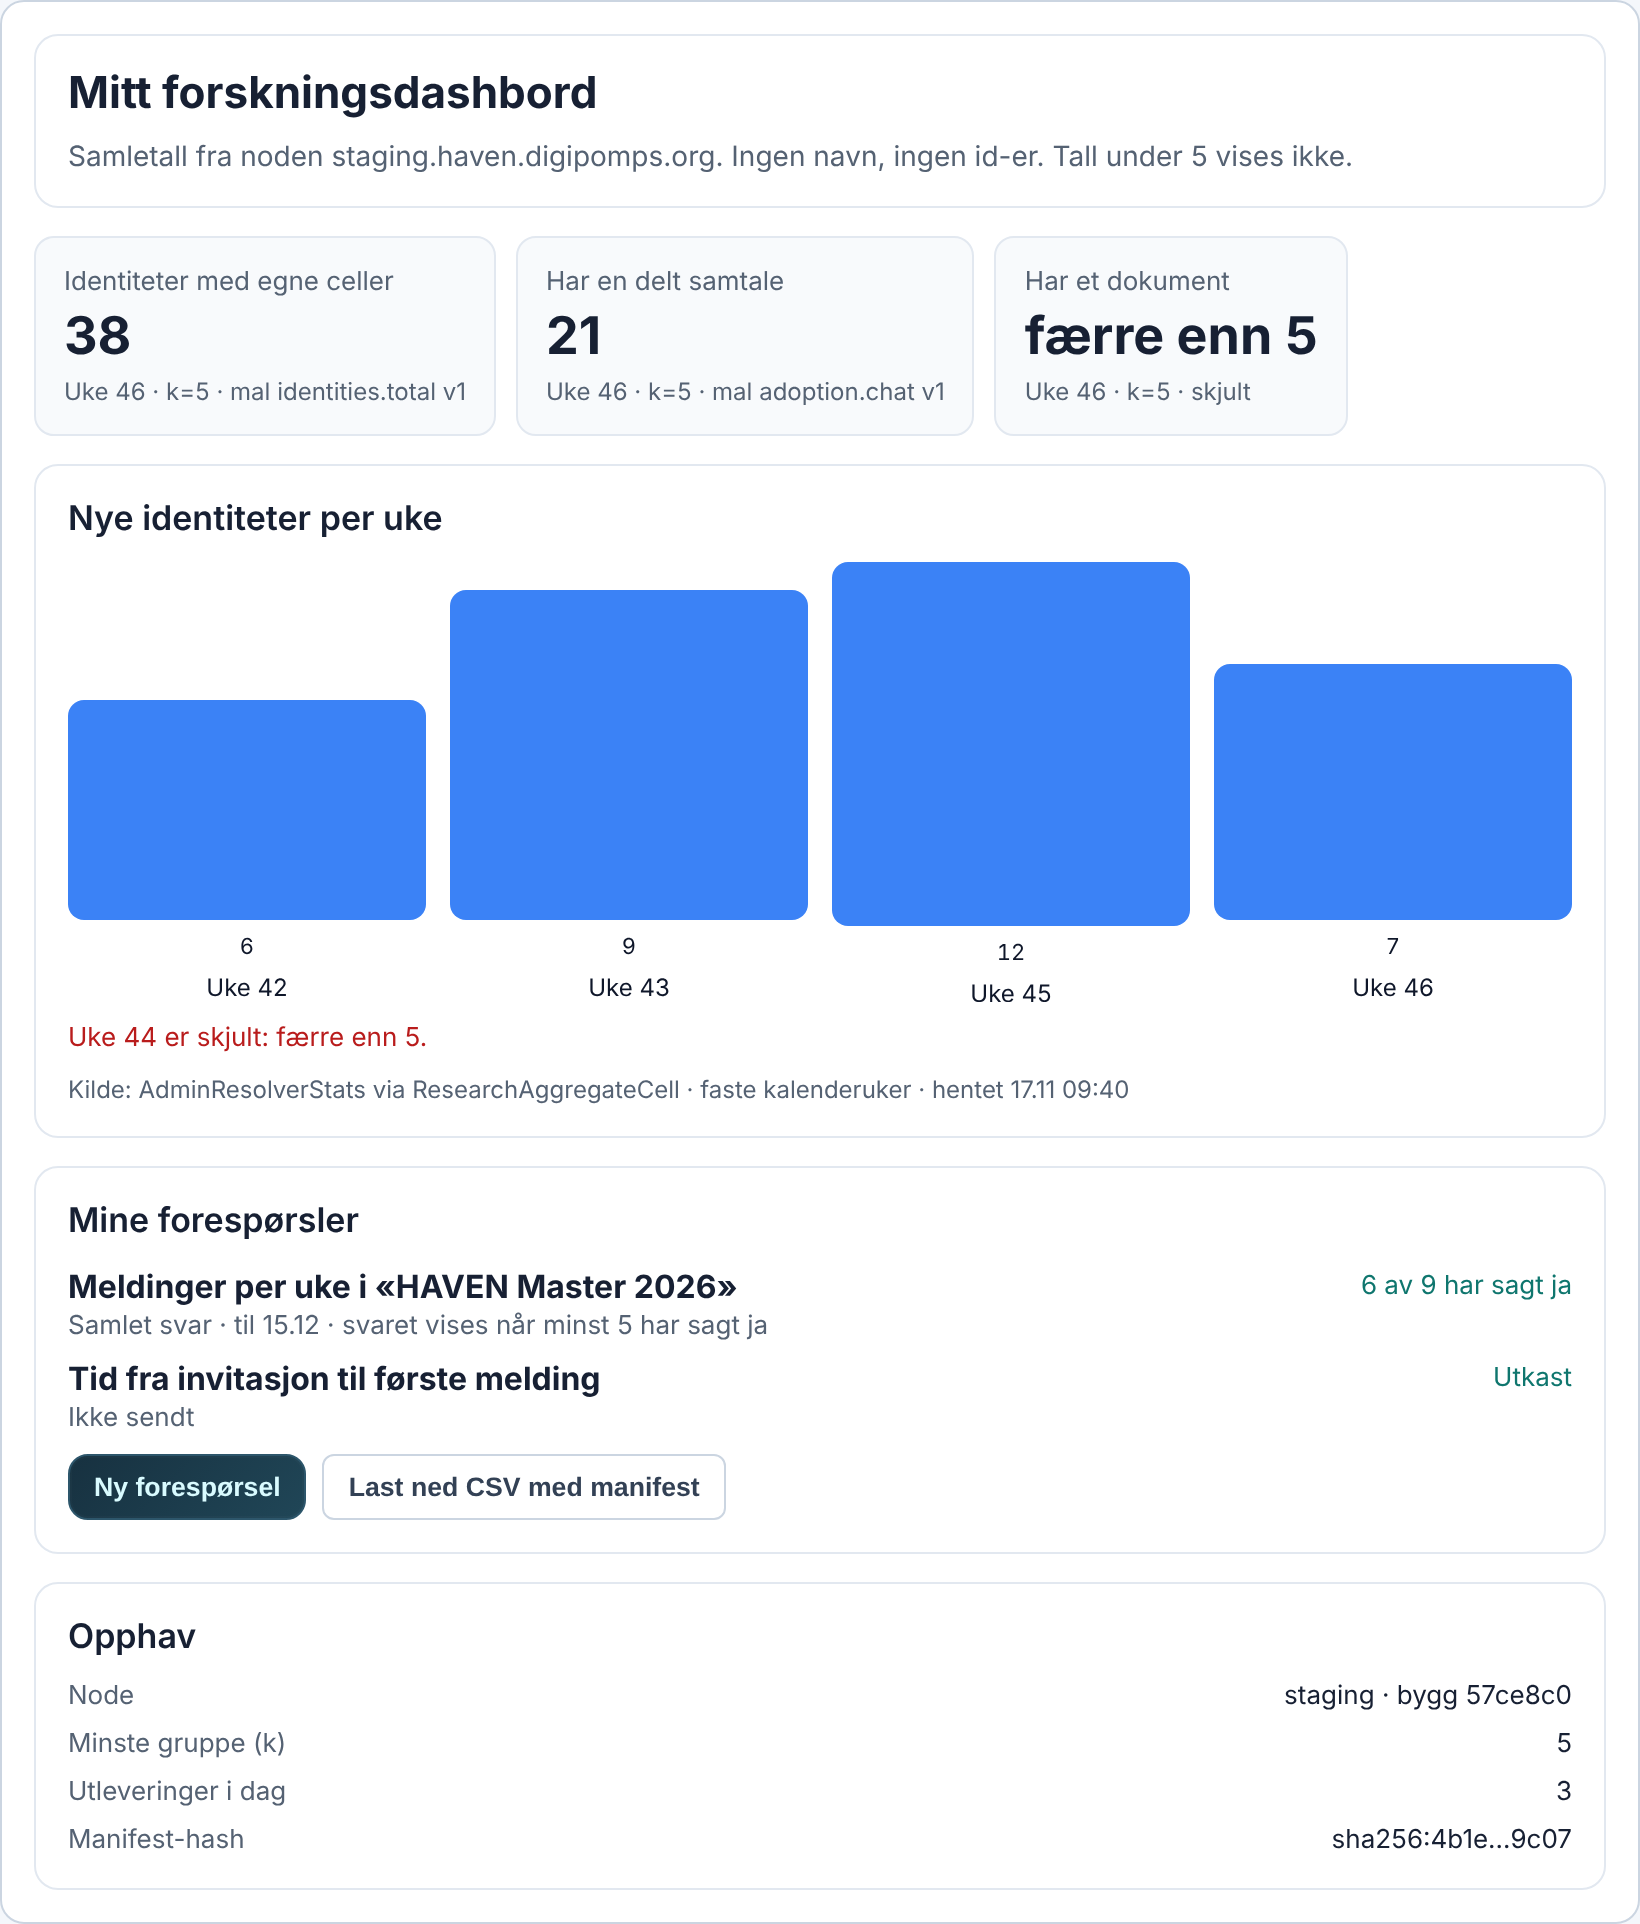 Mitt forskningsdashbord
Samletall fra noden staging.haven.digipomps.org. Ingen navn, ingen id-er. Tall under 5 vises ikke.
Identiteter med egne celler
38
Uke 46 · k=5 · mal identities.total v1
Har en delt samtale
21
Uke 46 · k=5 · mal adoption.chat v1
Har et dokument
færre enn 5
Uke 46 · k=5 · skjult
Nye identiteter per uke
6
Uke 42
9
Uke 43
12
Uke 45
7
Uke 46
Uke 44 er skjult: færre enn 5.
Kilde: AdminResolverStats via ResearchAggregateCell · faste kalenderuker · hentet 17.11 09:40
Mine forespørsler
Meldinger per uke i «HAVEN Master 2026»
6 av 9 har sagt ja
Samlet svar · til 15.12 · svaret vises når minst 5 har sagt ja
Tid fra invitasjon til første melding
Utkast
Ikke sendt
Ny forespørsel
Last ned CSV med manifest
Opphav
Node
staging · bygg 57ce8c0
Minste gruppe (k)
5
Utleveringer i dag
3
Manifest-hash
sha256:4b1e…9c07